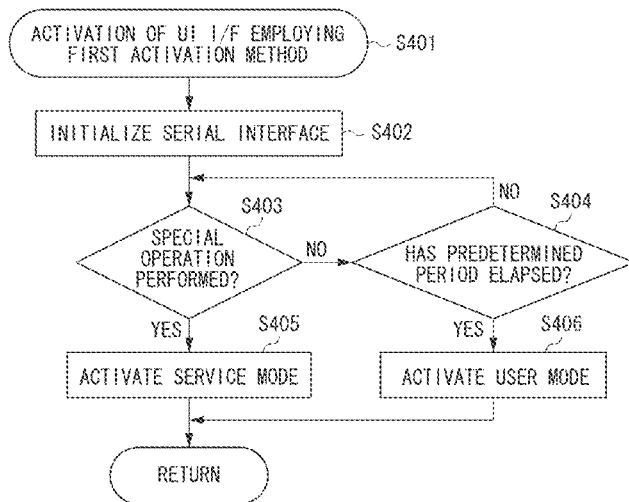 ACTIVATION OF UI I/F EMPLOYING
FIRST ACTIVATION METHOD
S401
INITIALIZE SERIAL INTERFACE
S402
NO
S403
S404
SPECIAL
OPERATION
PERFORMED?
NO
HAS PREDETERMINED
PERIOD ELAPSED?
YES
S405
YES
S406
ACTIVATE SERVICE MODE
ACTIVATE USER MODE
RETURN